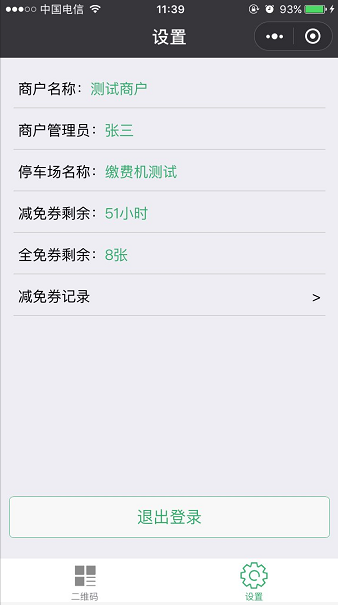 中国电信 11:39 93%
设置
商户名称：测试商户
商户管理员：张三
停车场名称：缴费机测试
减免券剩余：51小时
全免券剩余：8张
减免券记录 >
退出登录
二维码 设置